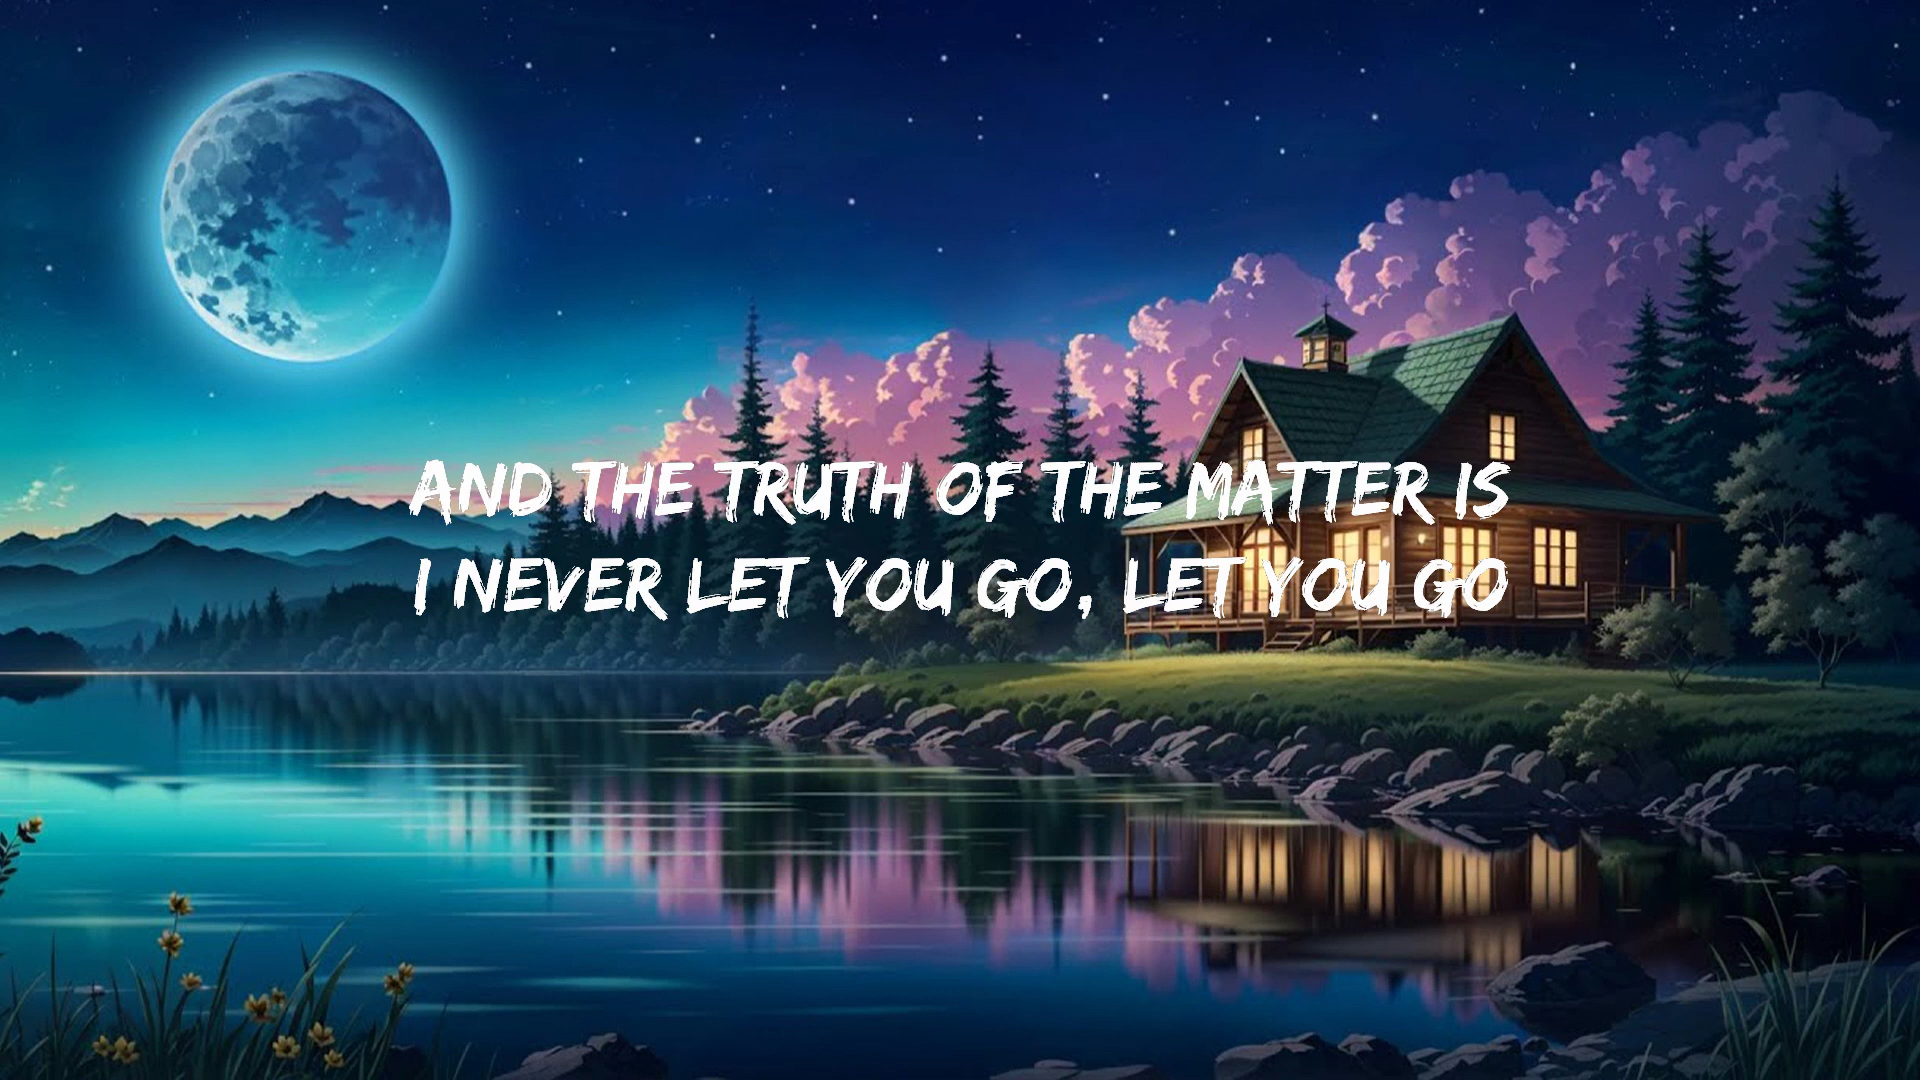 AND THE TRUTH OF THE MATTER IS
I NEVER LET YOU GO, LET YOU GO